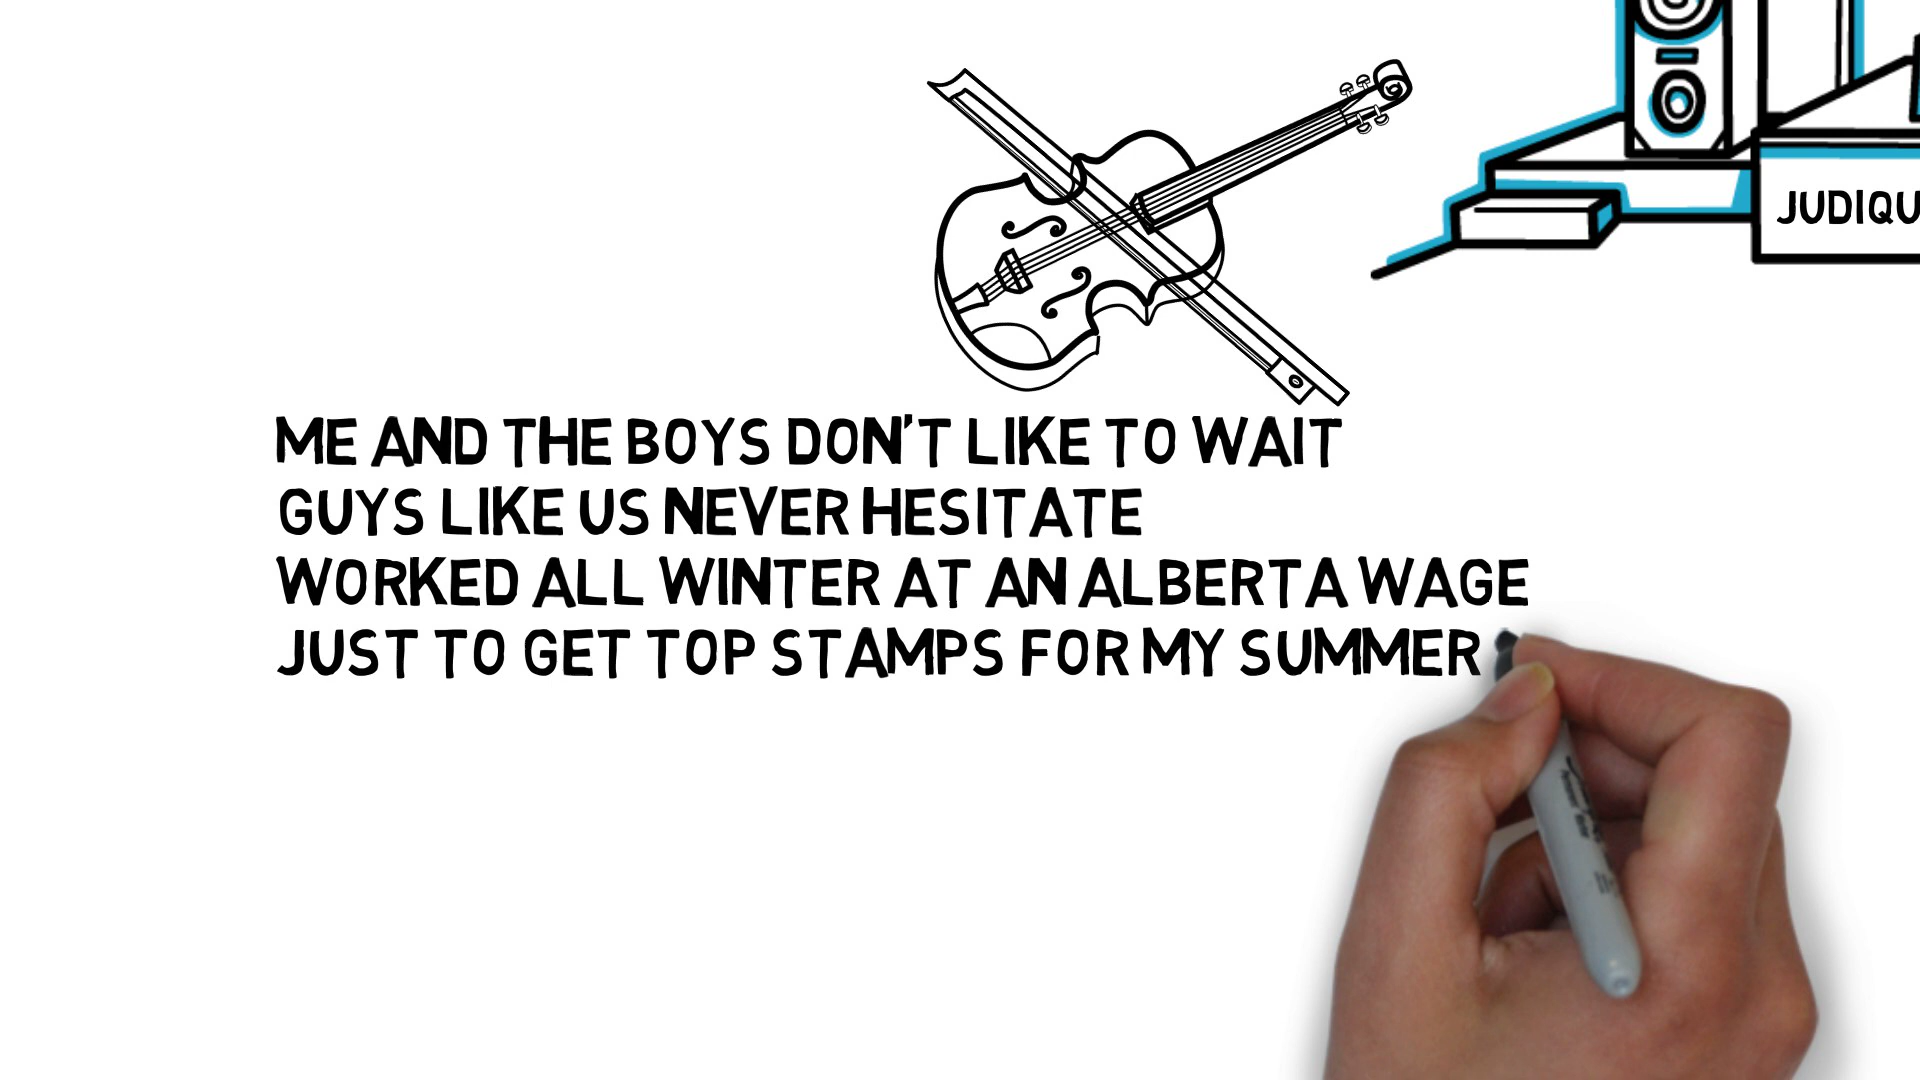 JUDIQU
ME AND THE BOYS DON'T LIKE TO WAIT
GUYS LIKE US NEVER HESITATE
WORKED ALL WINTER AT AN ALBERTA WAGE
JUST TO GET TOP STAMPS FOR MY SUMMER